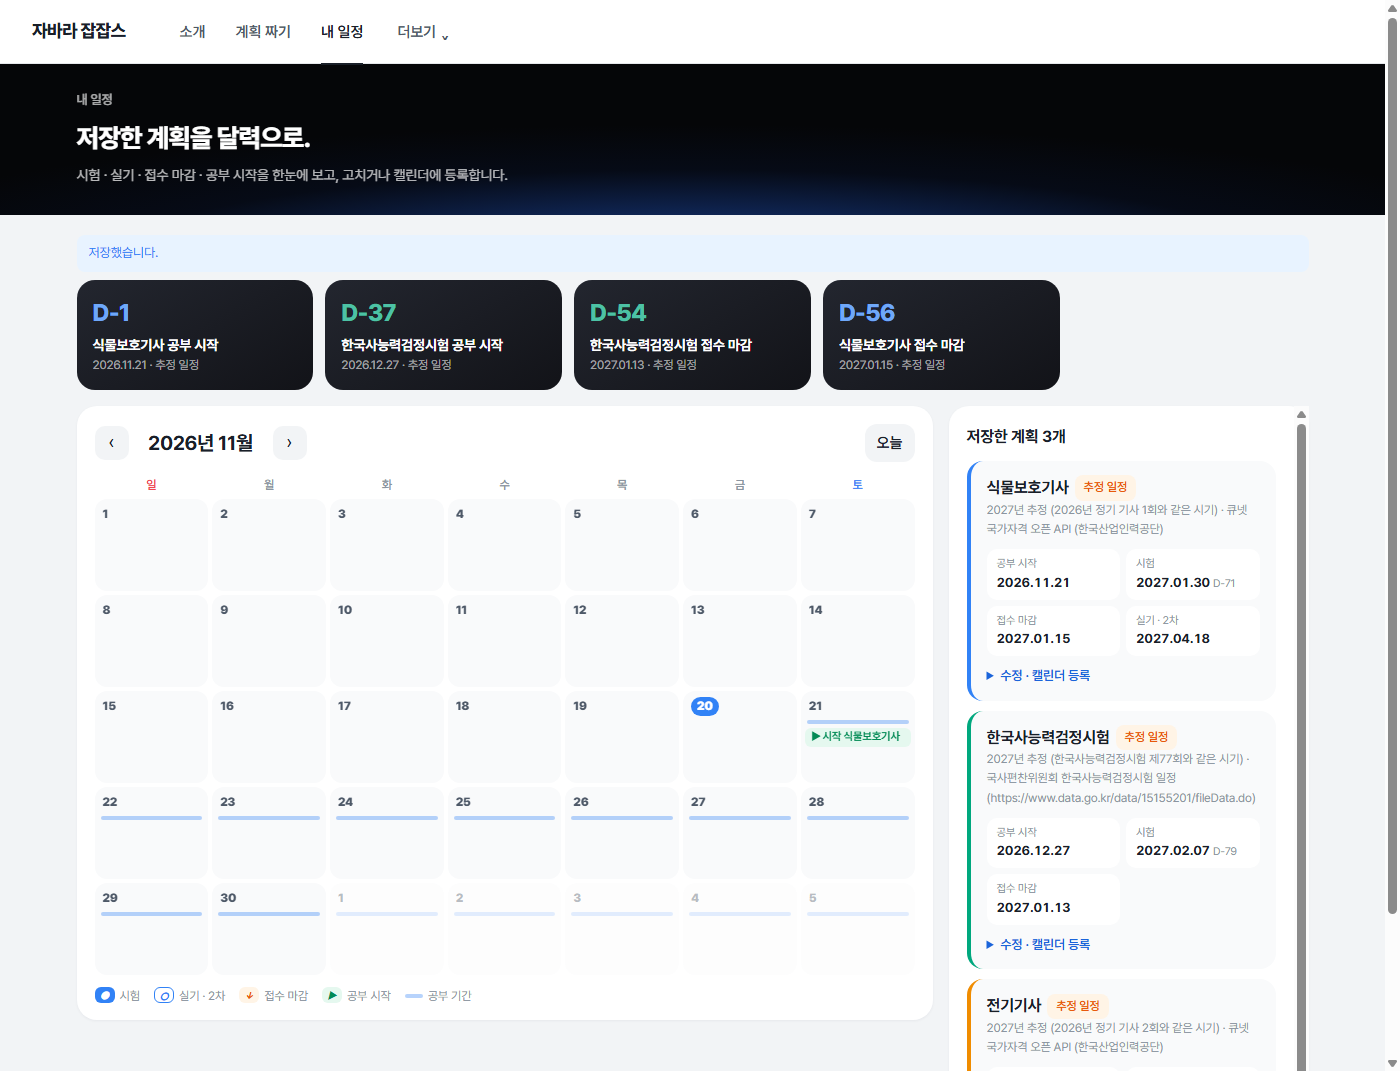 자바라 잡잡스
소개
계획 짜기
내 일정
더보기
내 일정
저장한 계획을 달력으로.
시험 · 실기 · 접수 마감 · 공부 시작을 한눈에 보고, 고치거나 캘린더에 등록합니다.
저장했습니다.
D-1
식물보호기사 공부 시작
2026.11.21 · 추정 일정
D-37
한국사능력검정시험 공부 시작
2026.12.27 · 추정 일정
D-54
한국사능력검정시험 접수 마감
2027.01.13 · 추정 일정
D-56
식물보호기사 접수 마감
2027.01.15 · 추정 일정
‹ 2026년 11월 ›
오늘
일 월 화 수 목 금 토
1 2 3 4 5 6 7
8 9 10 11 12 13 14
15 16 17 18 19 20 21
▶시작 식물보호기사
22 23 24 25 26 27 28
29 30 1 2 3 4 5
시험
실기 · 2차
접수 마감
공부 시작
공부 기간
저장한 계획 3개
식물보호기사 추정 일정
2027년 추정 (2026년 정기 기사 1회와 같은 시기) · 큐넷
국가자격 오픈 API (한국산업인력공단)
공부 시작
2026.11.21
시험
2027.01.30 D-71
접수 마감
2027.01.15
실기 · 2차
2027.04.18
▶ 수정 · 캘린더 등록
한국사능력검정시험 추정 일정
2027년 추정 (한국사능력검정시험 제77회와 같은 시기) ·
국사편찬위원회 한국사능력검정시험 일정
(https://www.data.go.kr/data/15155201/fileData.do)
공부 시작
2026.12.27
시험
2027.02.07 D-79
접수 마감
2027.01.13
▶ 수정 · 캘린더 등록
전기기사 추정 일정
2027년 추정 (2026년 정기 기사 2회와 같은 시기) · 큐넷
국가자격 오픈 API (한국산업인력공단)